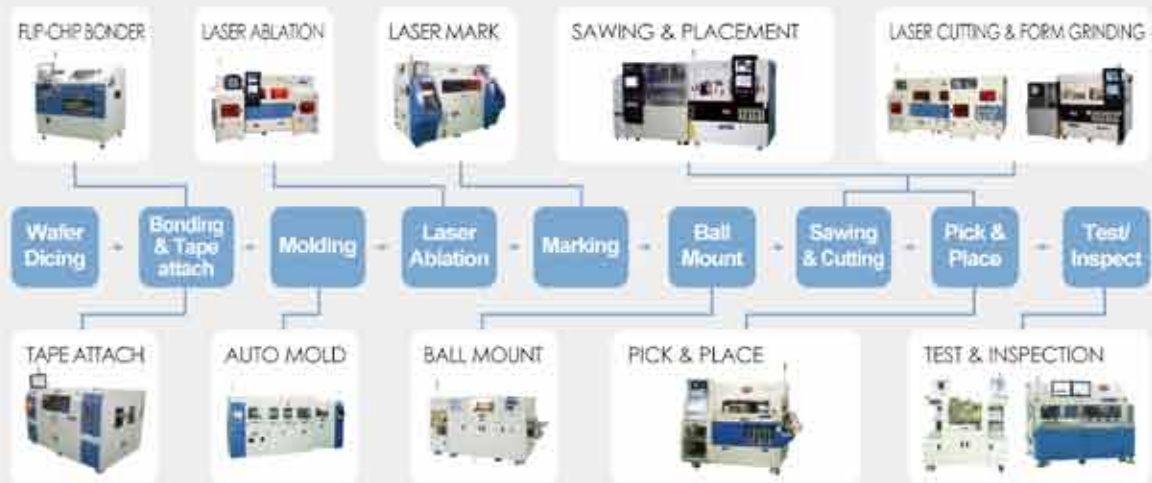 FLIP-CHIP BONDER
LASER ABLATION
LASER MARK
SAWING & PLACEMENT
LASER CUTTING & FORM GRINDING
Wafer
Dicing
Bonding
& Tape
attach
Molding
Laser
Ablation
Marking
Ball
Mount
Sawing
& Cutting
Pick &
Place
Test/
Inspect
TAPE ATTACH
AUTO MOLD
BALL MOUNT
PICK & PLACE
TEST & INSPECTION